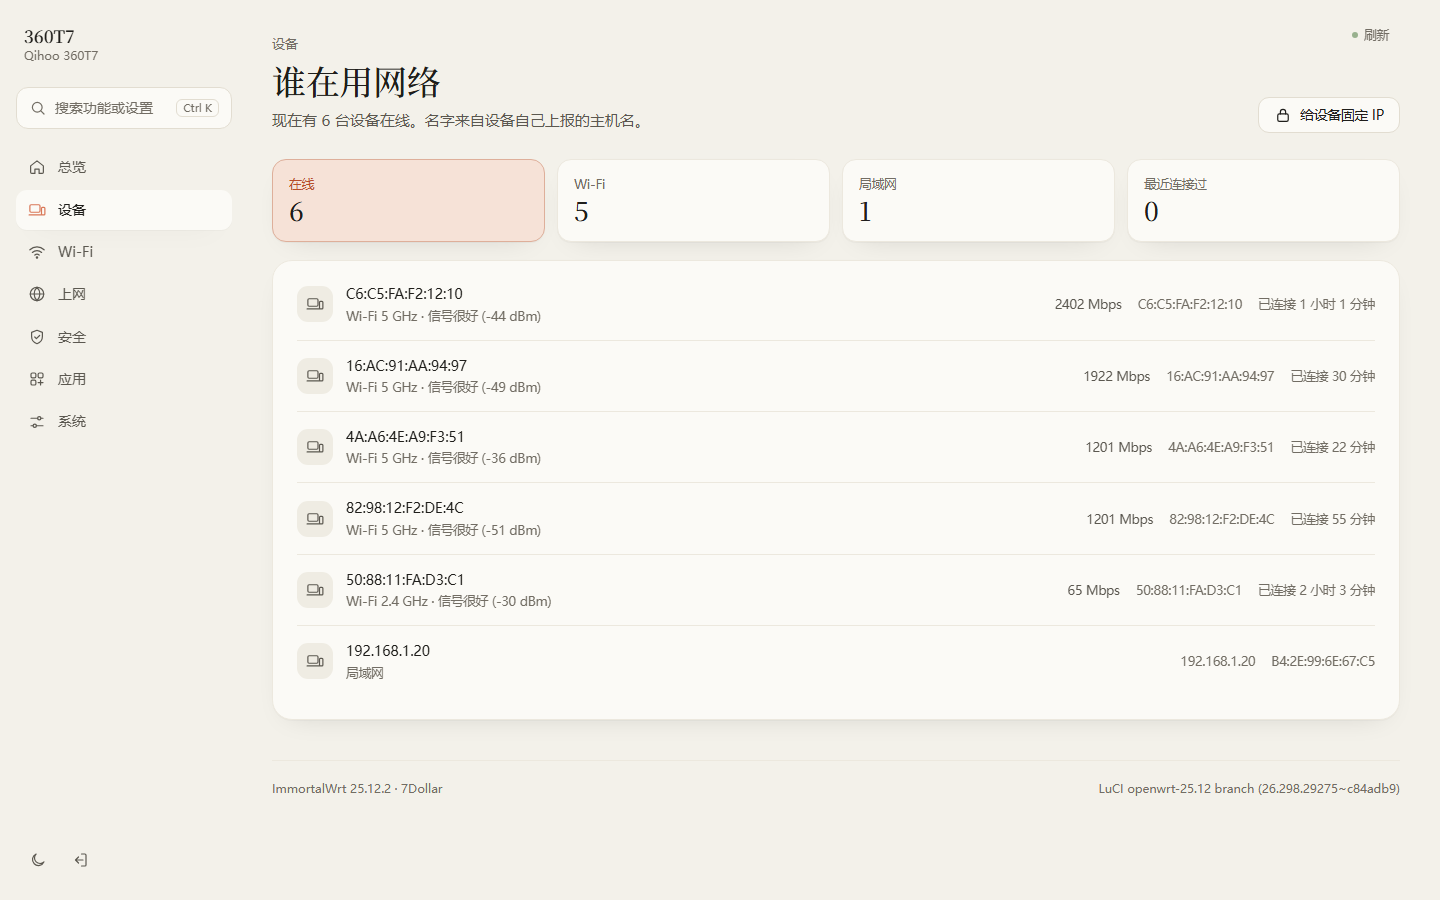 360T7
Qihoo 360T7
搜索功能或设置 Ctrl K
总览
设备
Wi-Fi
上网
安全
应用
系统
设备
刷新
谁在用网络
现在有 6 台设备在线。名字来自设备自己上报的主机名。
给设备固定 IP
在线
6
Wi-Fi
5
局域网
1
最近连接过
0
C6:C5:FA:F2:12:10
Wi-Fi 5 GHz · 信号很好 (-44 dBm)
2402 Mbps C6:C5:FA:F2:12:10 已连接 1 小时 1 分钟
16:AC:91:AA:94:97
Wi-Fi 5 GHz · 信号很好 (-49 dBm)
1922 Mbps 16:AC:91:AA:94:97 已连接 30 分钟
4A:A6:4E:A9:F3:51
Wi-Fi 5 GHz · 信号很好 (-36 dBm)
1201 Mbps 4A:A6:4E:A9:F3:51 已连接 22 分钟
82:98:12:F2:DE:4C
Wi-Fi 5 GHz · 信号很好 (-51 dBm)
1201 Mbps 82:98:12:F2:DE:4C 已连接 55 分钟
50:88:11:FA:D3:C1
Wi-Fi 2.4 GHz · 信号很好 (-30 dBm)
65 Mbps 50:88:11:FA:D3:C1 已连接 2 小时 3 分钟
192.168.1.20
局域网
192.168.1.20 B4:2E:99:6E:67:C5
ImmortalWrt 25.12.2 · 7Dollar
LuCI openwrt-25.12 branch (26.298.29275~c84adb9)